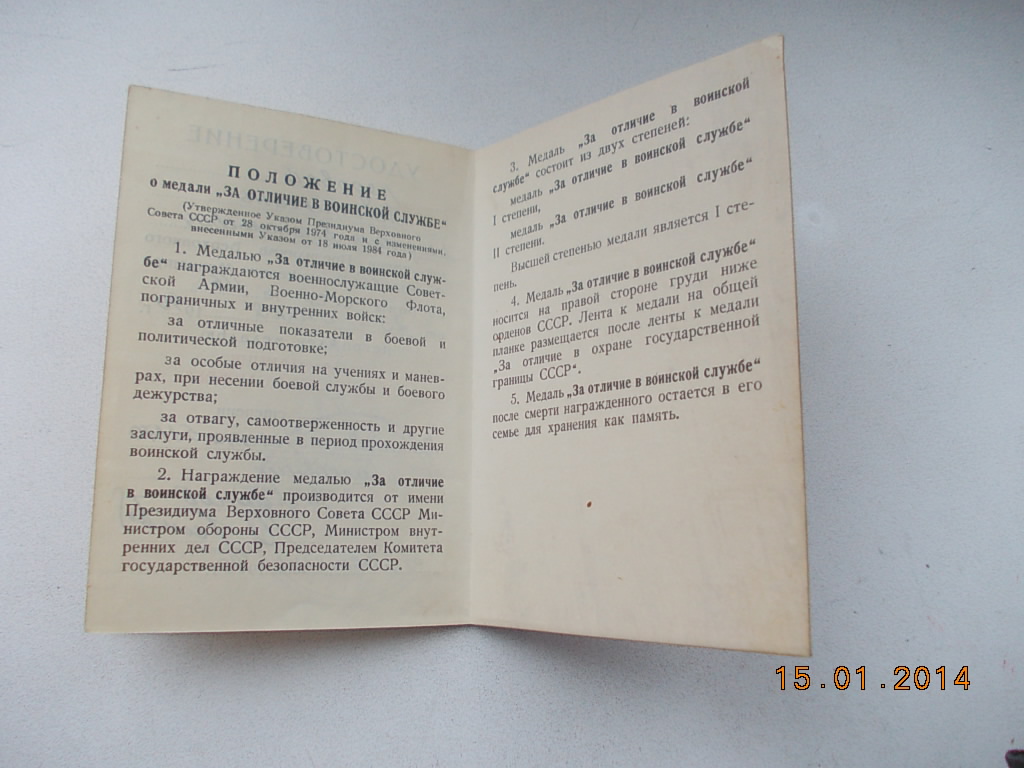 ПОЛОЖЕНИЕ
о медали „ЗА ОТЛИЧИЕ В ВОИНСКОЙ СЛУЖБЕ“
(Утвержденное Указом Президиума Верховного
Совета СССР от 28 октября 1974 года и с изменениями,
внесенными Указом от 18 июля 1984 года)
1. Медалью „За отличие в воинской служ-
бе“ награждаются военнослужащие Совет-
ской Армии, Военно-Морского Флота,
пограничных и внутренних войск:
за отличные показатели в боевой и
политической подготовке;
за особые отличия на учениях и манев-
рах, при несении боевой службы и боевого
дежурства;
за отвагу, самоотверженность и другие
заслуги, проявленные в период прохождения
воинской службы.
2. Награждение медалью „За отличие
в воинской службе“ производится от имени
Президиума Верховного Совета СССР Ми-
нистром обороны СССР, Министром внут-
ренних дел СССР, Председателем Комитета
государственной безопасности СССР.
3. Медаль „За отличие в воинской
службе“ состоит из двух степеней:
медаль „За отличие в воинской службе“
I степени,
медаль „За отличие в воинской службе“
II степени.
Высшей степенью медали является I сте-
пень.
4. Медаль „За отличие в воинской службе“
носится на правой стороне груди ниже
орденов СССР. Лента к медали на общей
планке размещается после ленты к медали
„За отличие в охране государственной
границы СССР“.
5. Медаль „За отличие в воинской службе“
после смерти награжденного остается в его
семье для хранения как память.
УДОСТОВЕРЕНИЕ
15.01.2014